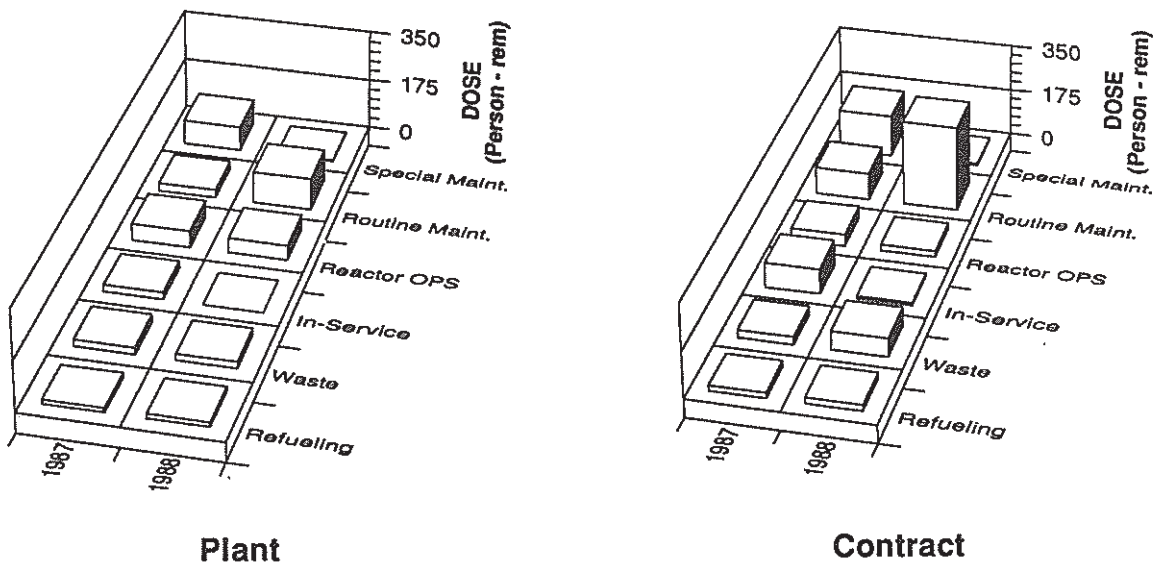 350
175
0
DOSE
(Person - rem)
Special Maint.
Routine Maint.
Reactor OPS
In-Service
Waste
Refueling
1987
1988
Plant
350
175
0
DOSE
(Person - rem)
Special Maint.
Routine Maint.
Reactor OPS
In-Service
Waste
Refueling
1987
1988
Contract